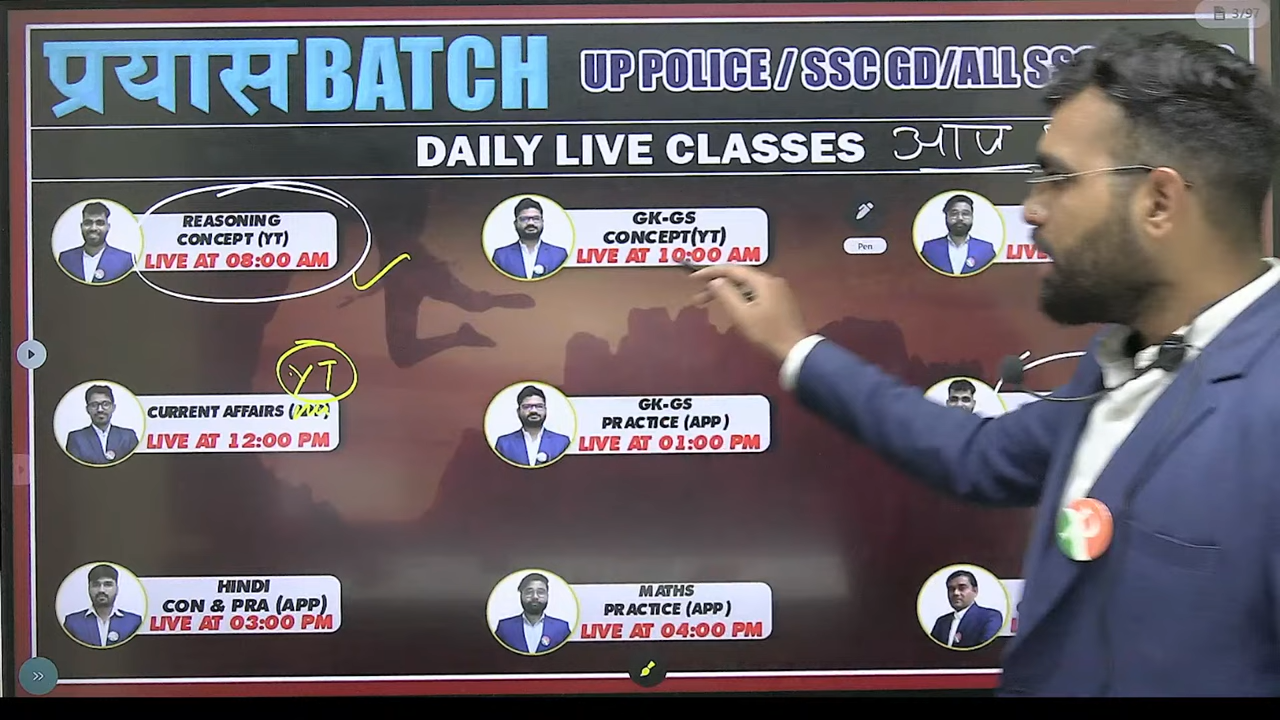 3/97
प्रयास BATCH
UP POLICE / SSC GD/ALL
DAILY LIVE CLASSES आज
REASONING
CONCEPT (YT)
LIVE AT 08:00 AM
GK-GS
CONCEPT(YT)
LIVE AT 10:00 AM
Pen
YT
CURRENT AFFAIRS
LIVE AT 12:00 PM
GK-GS
PRACTICE (APP)
LIVE AT 01:00 PM
HINDI
CON & PRA (APP)
LIVE AT 03:00 PM
MATHS
PRACTICE (APP)
LIVE AT 04:00 PM